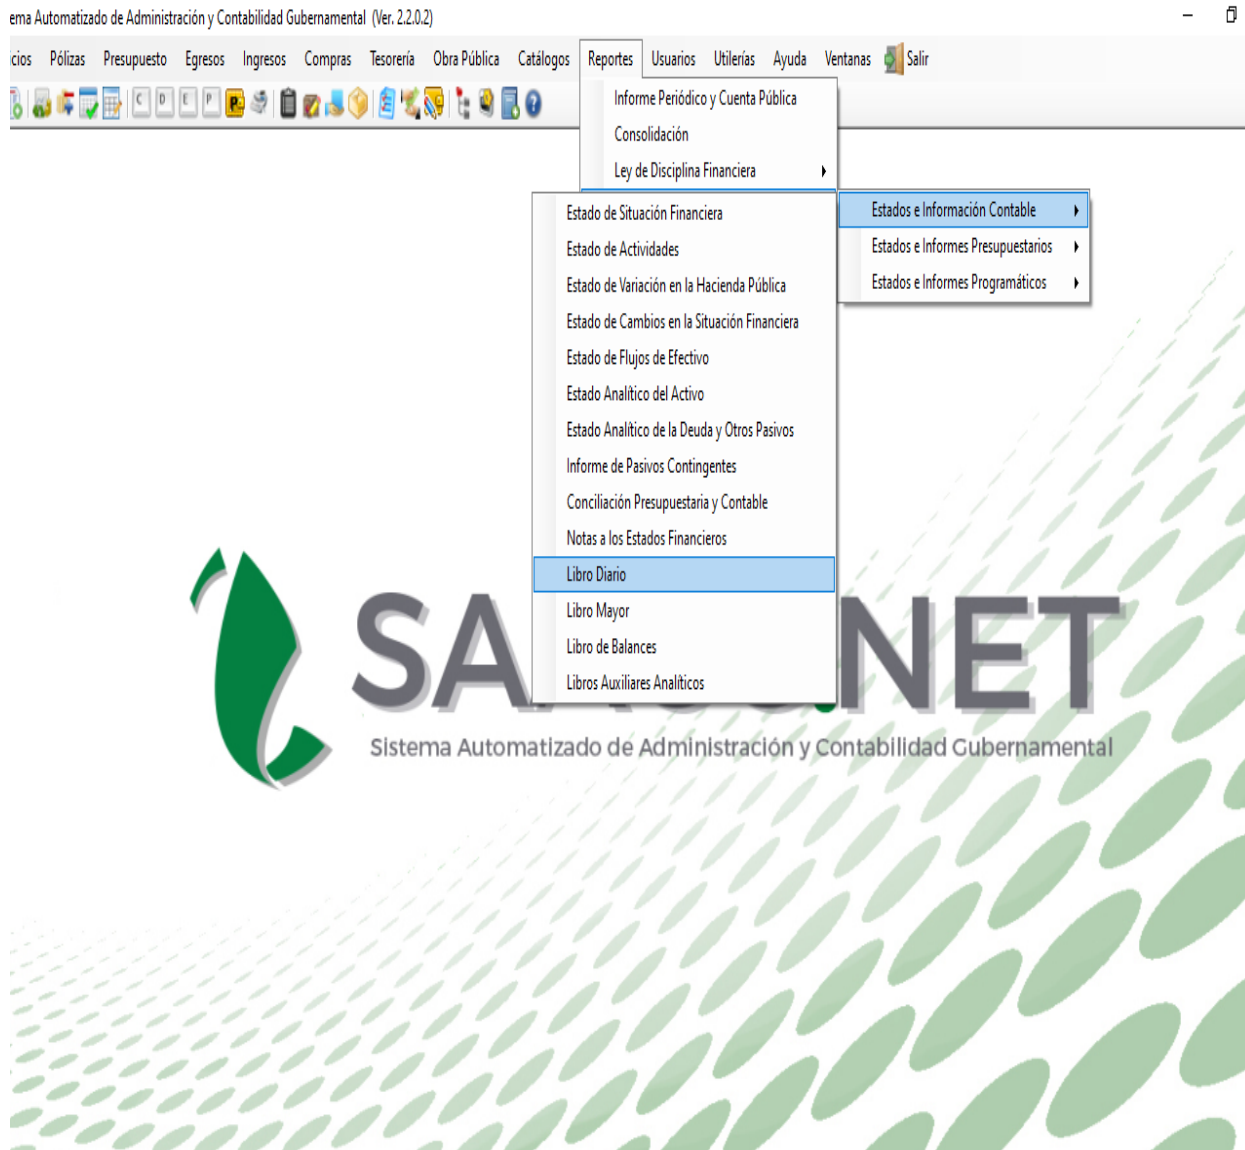 ema Automatizado de Administración y Contabilidad Gubernamental (Ver. 2.2.0.2)
icios Pólizas Presupuesto Egresos Ingresos Compras Tesorería Obra Pública Catálogos Reportes Usuarios Utilerías Ayuda Ventanas Salir
C D E P P
Informe Periódico y Cuenta Pública
Consolidación
Ley de Disciplina Financiera
Estados e Información Contable
Estados e Informes Presupuestarios
Estados e Informes Programáticos
Estado de Situación Financiera
Estado de Actividades
Estado de Variación en la Hacienda Pública
Estado de Cambios en la Situación Financiera
Estado de Flujos de Efectivo
Estado Analítico del Activo
Estado Analítico de la Deuda y Otros Pasivos
Informe de Pasivos Contingentes
Conciliación Presupuestaria y Contable
Notas a los Estados Financieros
Libro Diario
Libro Mayor
Libro de Balances
Libros Auxiliares Analíticos
SA .NET
Sistema Automatizado de Administración y Contabilidad Gubernamental